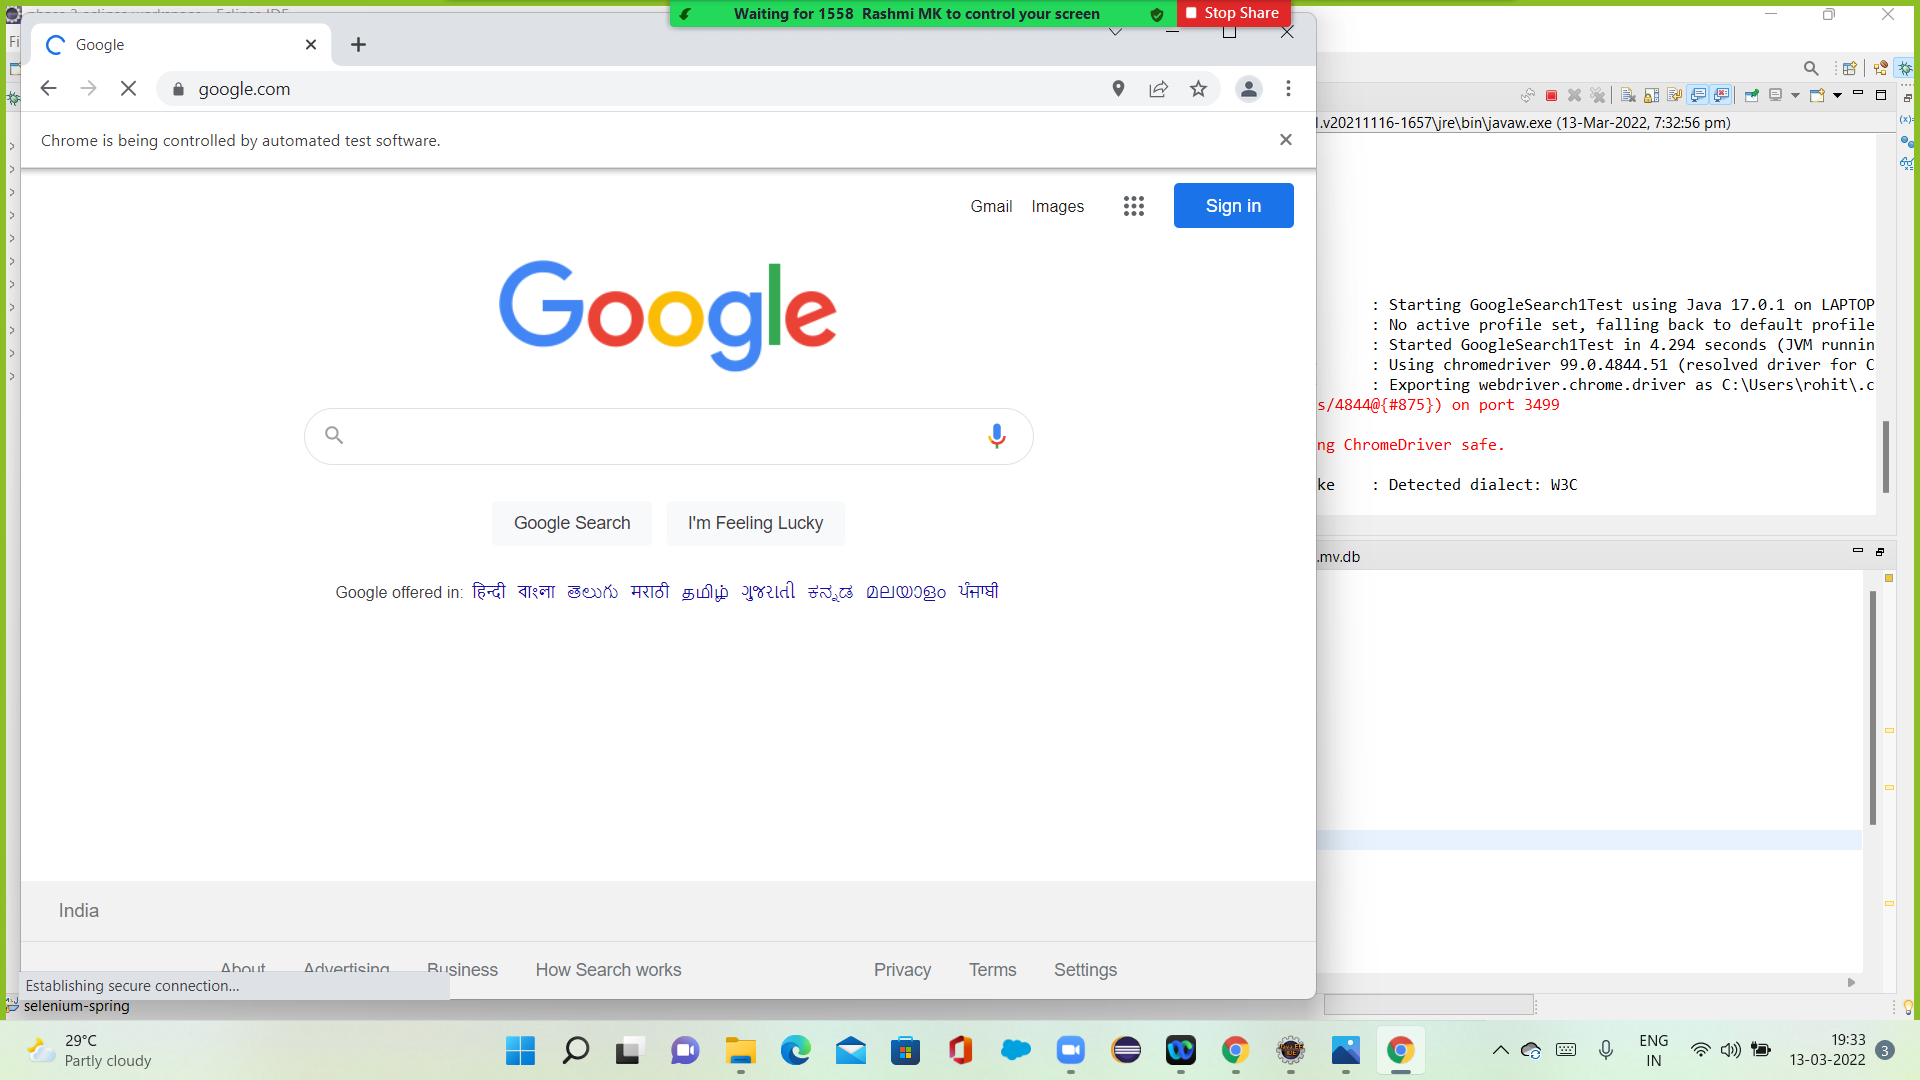 Waiting for 1558 Rashmi MK to control your screen
Stop Share
Google
google.com
Chrome is being controlled by automated test software.
Gmail Images Sign in
Google
Google Search I'm Feeling Lucky
Google offered in: हिन्दी বাংলা తెలుగు मराठी தமிழ் ગુજરાતી ಕನ್ನಡ മലയാളം ਪੰਜਾਬੀ
India
About Advertising Business How Search works Privacy Terms Settings
Establishing secure connection...
selenium-spring
.v20211116-1657\jre\bin\javaw.exe (13-Mar-2022, 7:32:56 pm)
: Starting GoogleSearch1Test using Java 17.0.1 on LAPTOP
: No active profile set, falling back to default profile
: Started GoogleSearch1Test in 4.294 seconds (JVM runnin
: Using chromedriver 99.0.4844.51 (resolved driver for C
: Exporting webdriver.chrome.driver as C:\Users\rohit\.c
s/4844@{#875}) on port 3499
ng ChromeDriver safe.
ke : Detected dialect: W3C
.mv.db
29°C
Partly cloudy
ENG
IN
19:33
13-03-2022
3